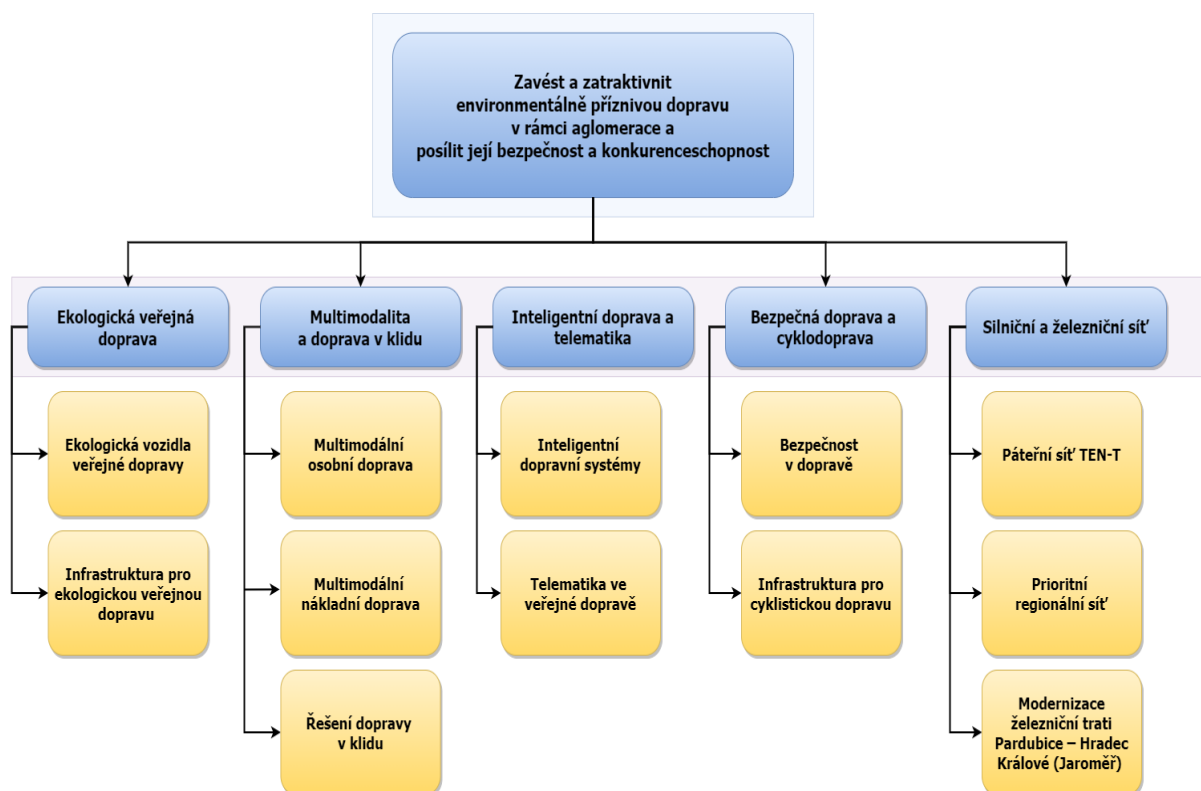 Zavést a zatraktivnit
environmentálně příznivou dopravu
v rámci aglomerace a
posílit její bezpečnost a konkurenceschopnost
Ekologická veřejná
doprava
Multimodalita
a doprava v klidu
Inteligentní doprava a
telematika
Bezpečná doprava a
cyklodoprava
Silniční a železniční síť
Ekologická vozidla
veřejné dopravy
Multimodální
osobní doprava
Inteligentní
dopravní systémy
Bezpečnost
v dopravě
Páteřní síť TEN-T
Infrastruktura pro
ekologickou veřejnou
dopravu
Multimodální
nákladní doprava
Telematika ve
veřejné dopravě
Infrastruktura pro
cyklistickou dopravu
Prioritní
regionální síť
Řešení dopravy
v klidu
Modernizace
železniční trati
Pardubice – Hradec
Králové (Jaroměř)